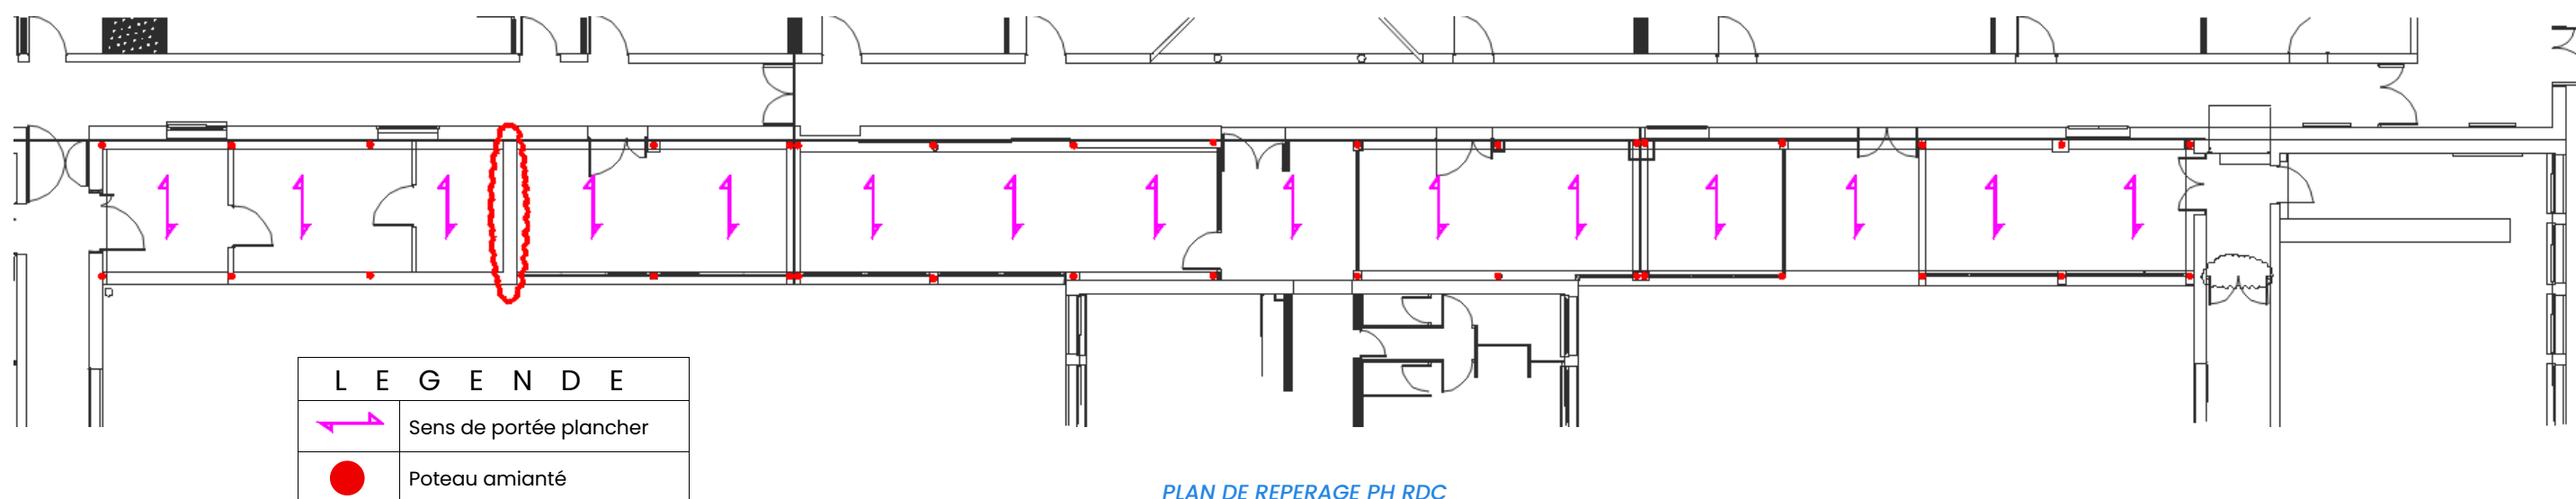 L E G E N D E
Sens de portée plancher
Poteau amianté
PLAN DE REPERAGE PH RDC